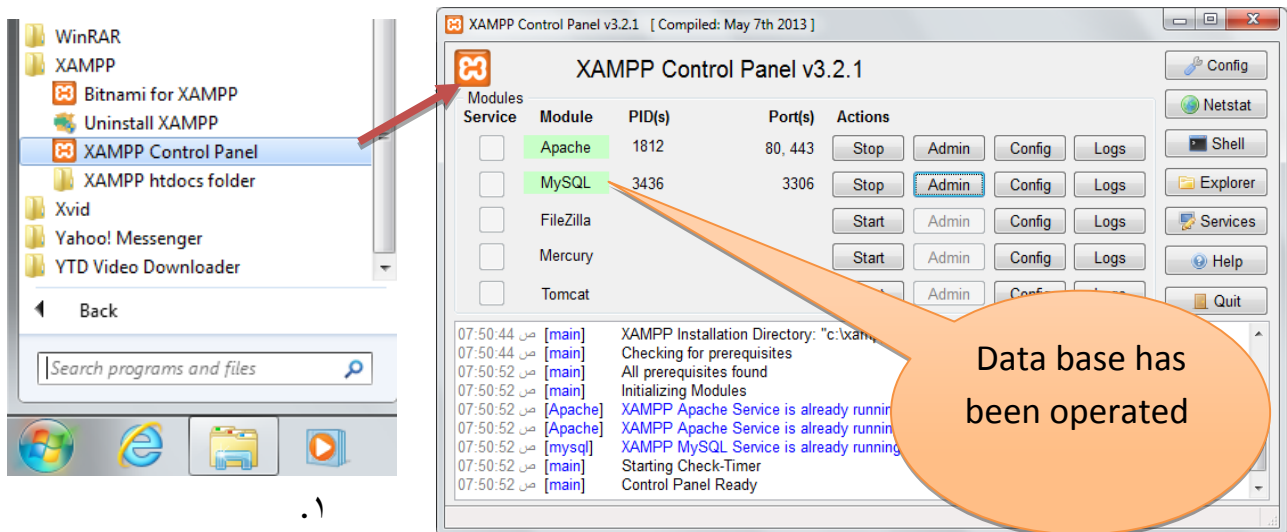 WinRAR
XAMPP
Bitnami for XAMPP
Uninstall XAMPP
XAMPP Control Panel
XAMPP htdocs folder
Xvid
Yahoo! Messenger
YTD Video Downloader
Back
Search programs and files
١.
XAMPP Control Panel v3.2.1 [ Compiled: May 7th 2013 ]
XAMPP Control Panel v3.2.1
Config
Netstat
Shell
Explorer
Services
Help
Quit
Modules
Service Module PID(s) Port(s) Actions
Apache 1812 80, 443 Stop Admin Config Logs
MySQL 3436 3306 Stop Admin Config Logs
FileZilla Start Admin Config Logs
Mercury Start Admin Config Logs
Tomcat Admin
07:50:44 ص [main] XAMPP Installation Directory: "c:\xam
07:50:44 ص [main] Checking for prerequisites
07:50:52 ص [main] All prerequisites found
07:50:52 ص [main] Initializing Modules
07:50:52 ص [Apache] XAMPP Apache Service is already runnin
07:50:52 ص [Apache] XAMPP Apache Service is already runnin
07:50:52 ص [mysql] XAMPP MySQL Service is already running
07:50:52 ص [main] Starting Check-Timer
07:50:52 ص [main] Control Panel Ready
Data base has
been operated